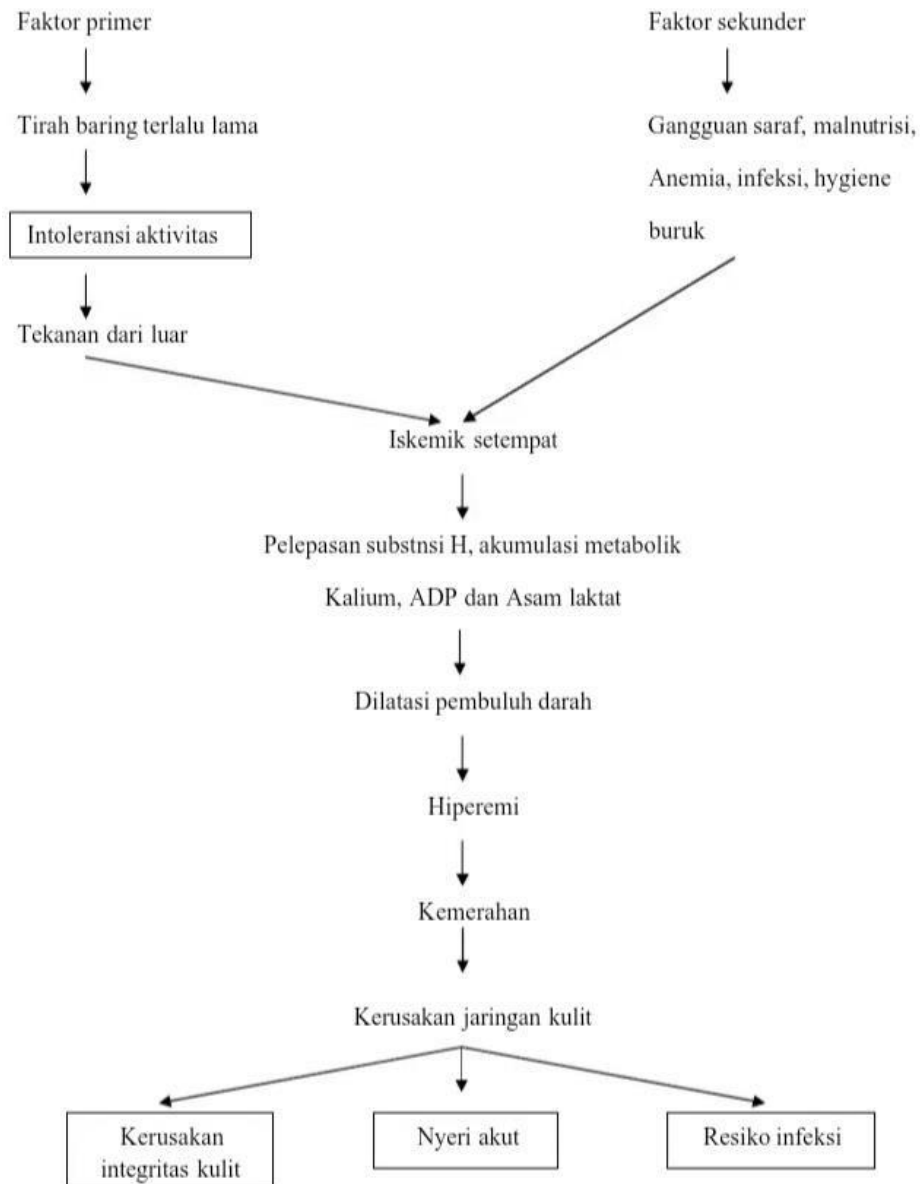 Faktor primer
Faktor sekunder
Tirah baring terlalu lama
Gangguan saraf, malnutrisi,
Anemia, infeksi, hygiene
buruk
Intoleransi aktivitas
Tekanan dari luar
Iskemik setempat
Pelepasan substnsi H, akumulasi metabolik
Kalium, ADP dan Asam laktat
Dilatasi pembuluh darah
Hiperemi
Kemerahan
Kerusakan jaringan kulit
Kerusakan
integritas kulit
Nyeri akut
Resiko infeksi